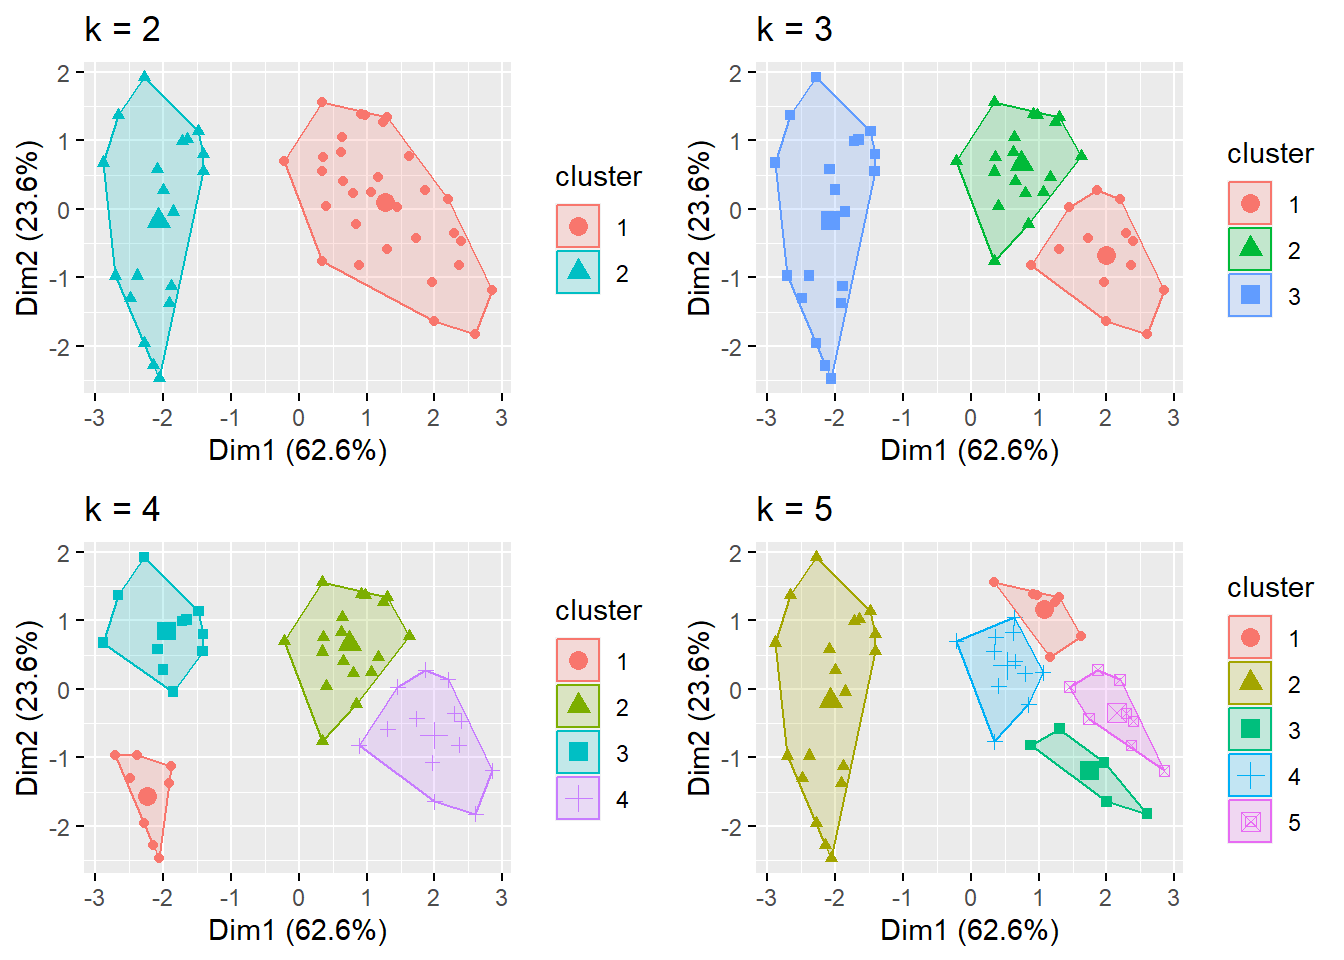 k = 2
2
1
0
-1
-2
Dim2 (23.6%)
-3 -2 -1 0 1 2 3
Dim1 (62.6%)
cluster
1
2
k = 3
2
1
0
-1
-2
Dim2 (23.6%)
-3 -2 -1 0 1 2 3
Dim1 (62.6%)
cluster
1
2
3
k = 4
2
1
0
-1
-2
Dim2 (23.6%)
-3 -2 -1 0 1 2 3
Dim1 (62.6%)
cluster
1
2
3
4
k = 5
2
1
0
-1
-2
Dim2 (23.6%)
-3 -2 -1 0 1 2 3
Dim1 (62.6%)
cluster
1
2
3
4
5